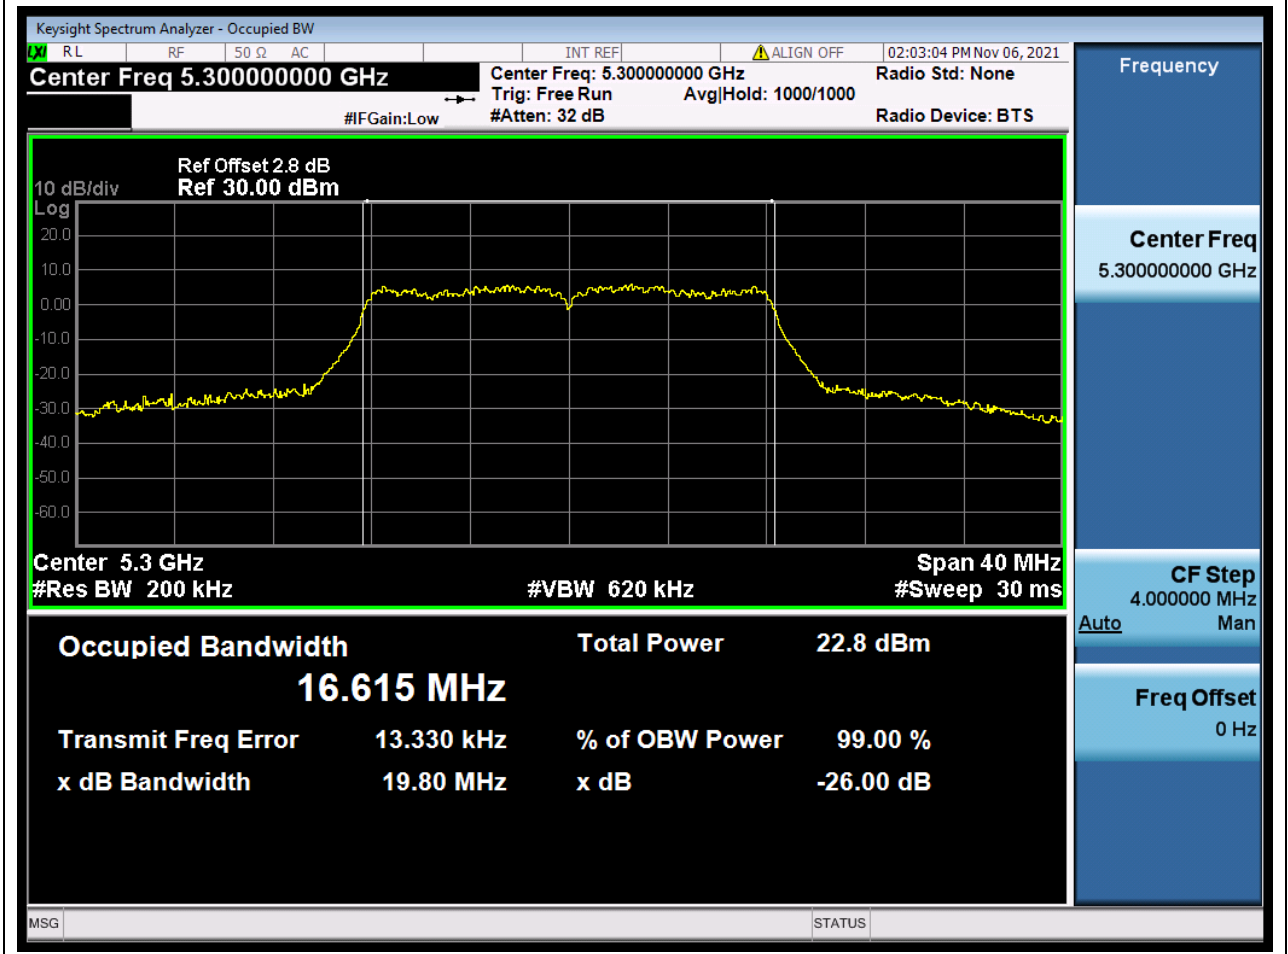 Keysight Spectrum Analyzer - Occupied BW
LXI RL RF 50 Ω AC INT REF ALIGN OFF 02:03:04 PM Nov 06, 2021
Center Freq 5.300000000 GHz
Center Freq: 5.300000000 GHz
Radio Std: None
Trig: Free Run Avg|Hold: 1000/1000
#IFGain:Low
#Atten: 32 dB
Radio Device: BTS
Frequency
Ref Offset 2.8 dB
10 dB/div Ref 30.00 dBm
Log
20.0
10.0
0.00
-10.0
-20.0
-30.0
-40.0
-50.0
-60.0
Center 5.3 GHz Span 40 MHz
#Res BW 200 kHz #VBW 620 kHz #Sweep 30 ms
Center Freq
5.300000000 GHz
CF Step
4.000000 MHz
Auto Man
Freq Offset
0 Hz
Occupied Bandwidth Total Power 22.8 dBm
16.615 MHz
Transmit Freq Error 13.330 kHz % of OBW Power 99.00 %
x dB Bandwidth 19.80 MHz x dB -26.00 dB
MSG STATUS